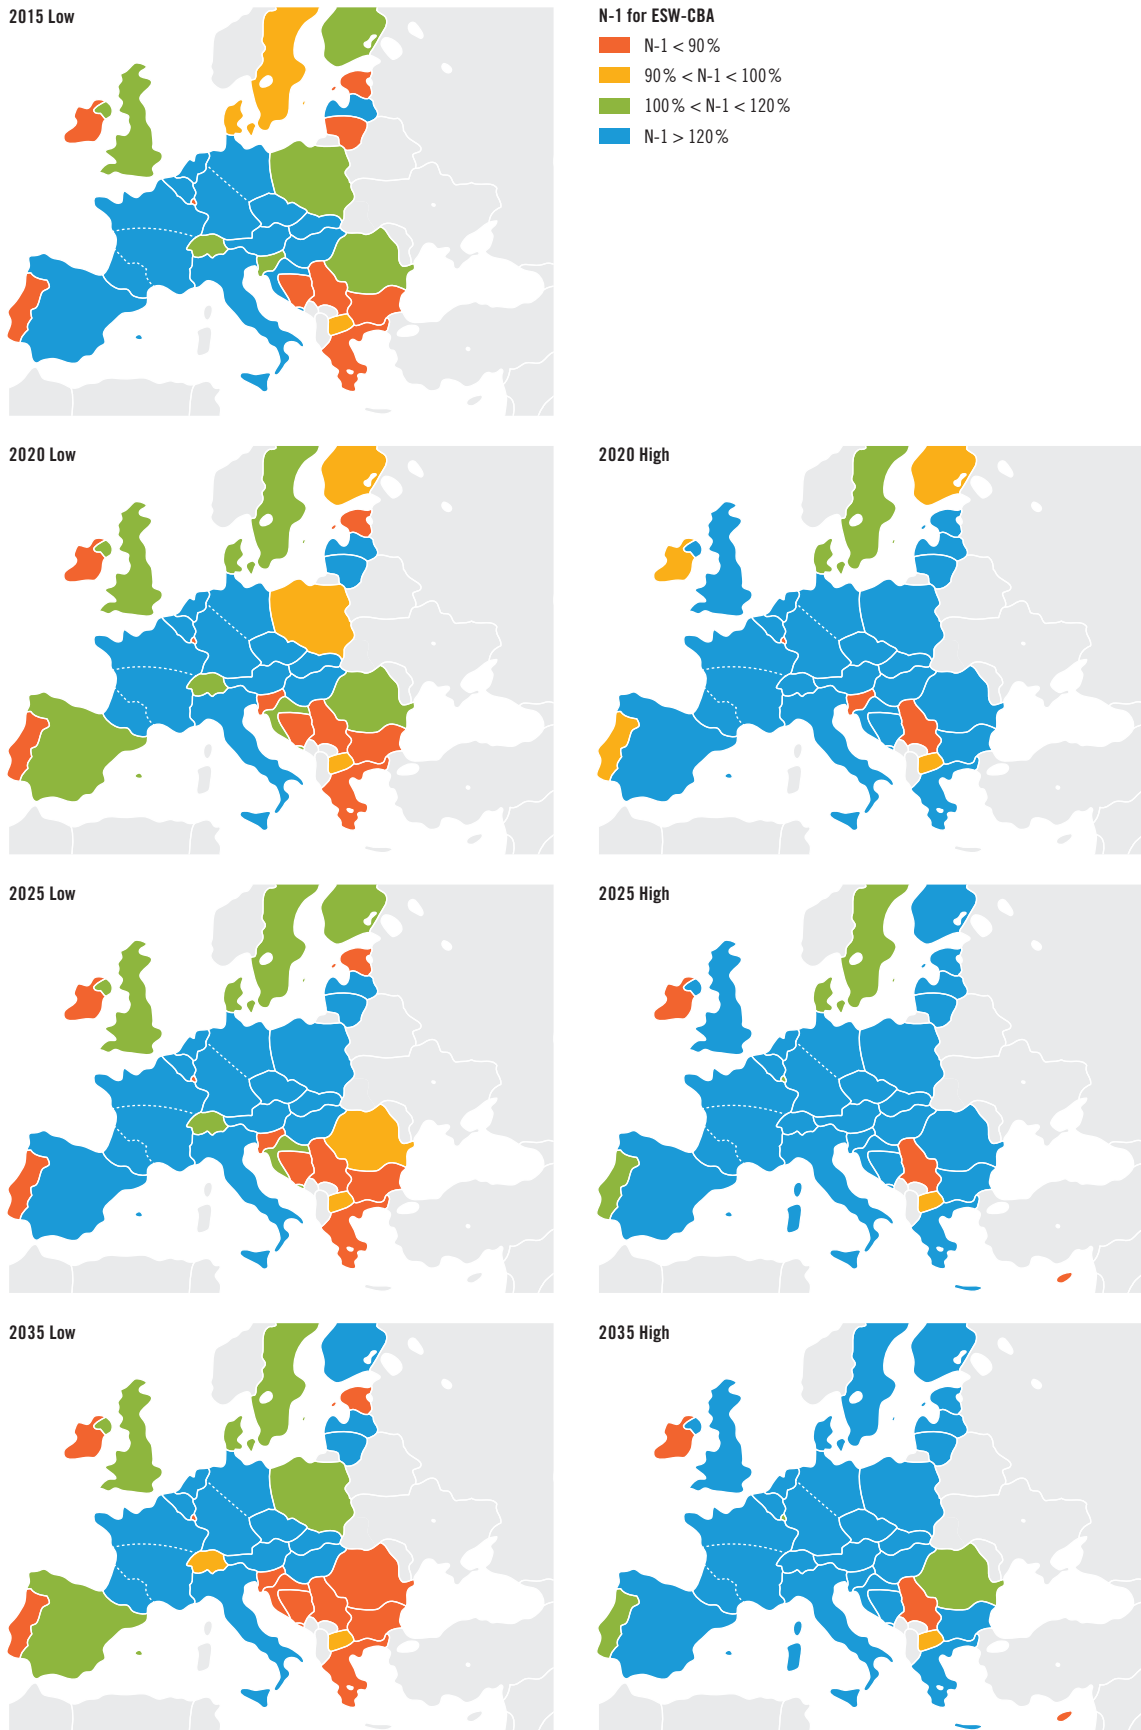 2015 Low
N-1 for ESW-CBA
N-1 < 90 %
90 % < N-1 < 100 %
100 % < N-1 < 120 %
N-1 > 120 %
2020 Low
2020 High
2025 Low
2025 High
2035 Low
2035 High